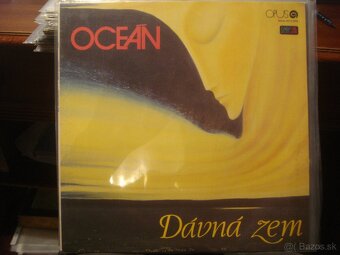 OCEÁN
OPUS
Dávná zem
Bazos.sk